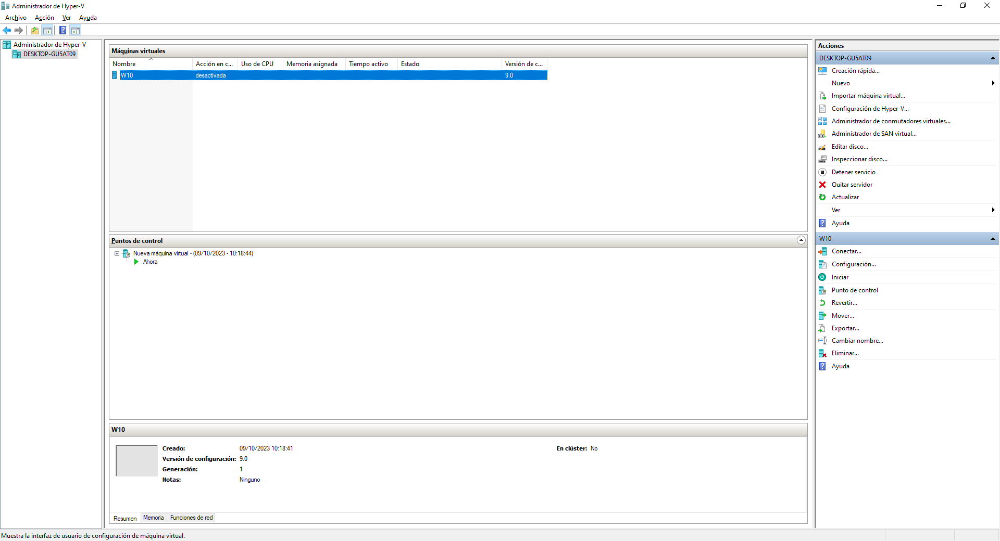 Administrador de Hyper-V
Archivo Acción Ver Ayuda
Administrador de Hyper-V
DESKTOP-GU5AT09
Máquinas virtuales
Nombre Acción en c... Uso de CPU Memoria asignada Tiempo activo Estado Versión de c...
W10 desactivada 9.0
Puntos de control
Nueva máquina virtual - (09/10/2023 - 10:18:44)
Ahora
W10
Creado: 09/10/2023 10:18:41 En clúster: No
Versión de configuración: 9.0
Generación: 1
Notas: Ninguno
Resumen Memoria Funciones de red
Acciones
DESKTOP-GU5AT09
Creación rápida...
Nuevo
Importar máquina virtual...
Configuración de Hyper-V...
Administrador de conmutadores virtuales...
Administrador de SAN virtual...
Editar disco...
Inspeccionar disco...
Detener servicio
Quitar servidor
Actualizar
Ver
Ayuda
W10
Conectar...
Configuración...
Iniciar
Punto de control
Revertir...
Mover...
Exportar...
Cambiar nombre...
Eliminar...
Ayuda
Muestra la interfaz de usuario de configuración de máquina virtual.